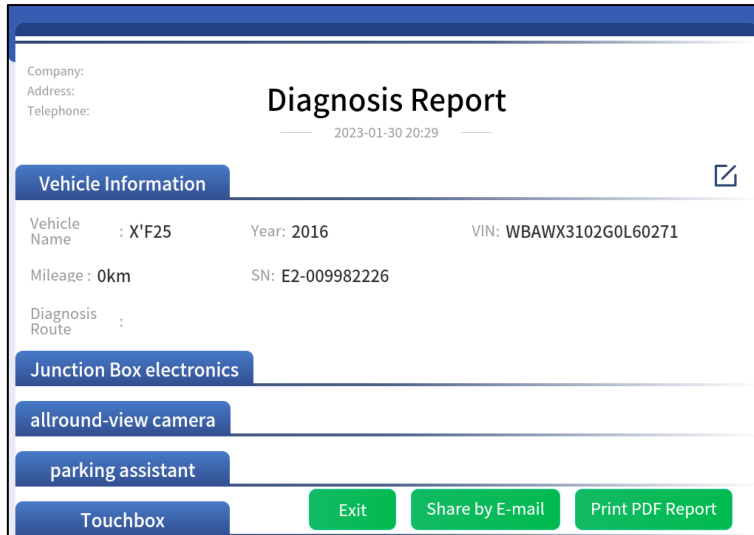 Company:
Address:
Telephone:
Diagnosis Report
2023-01-30 20:29
Vehicle Information
Vehicle Name : X'F25 Year: 2016 VIN: WBAWX3102G0L60271
Mileage : 0km SN: E2-009982226
Diagnosis Route :
Junction Box electronics
allround-view camera
parking assistant
Touchbox
Exit Share by E-mail Print PDF Report